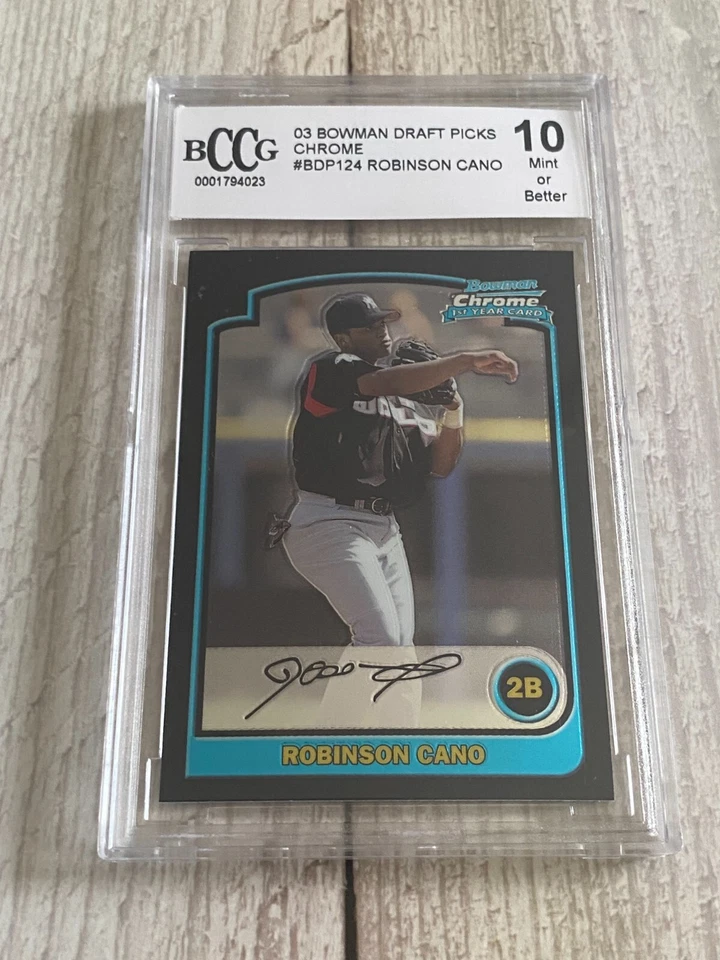 BCCG
0001794023
03 BOWMAN DRAFT PICKS
CHROME
#BDP124 ROBINSON CANO
10
Mint
or
Better
Bowman
Chrome
1ST YEAR CARD
2B
ROBINSON CANO